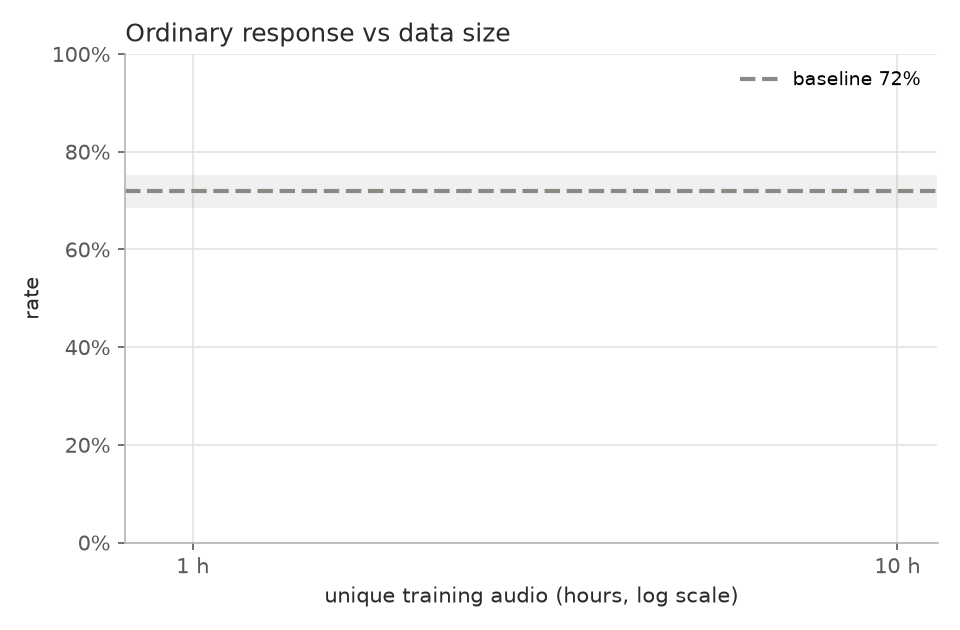 Ordinary response vs data size
100%
80%
60%
40%
20%
0%
rate
baseline 72%
1 h
10 h
unique training audio (hours, log scale)